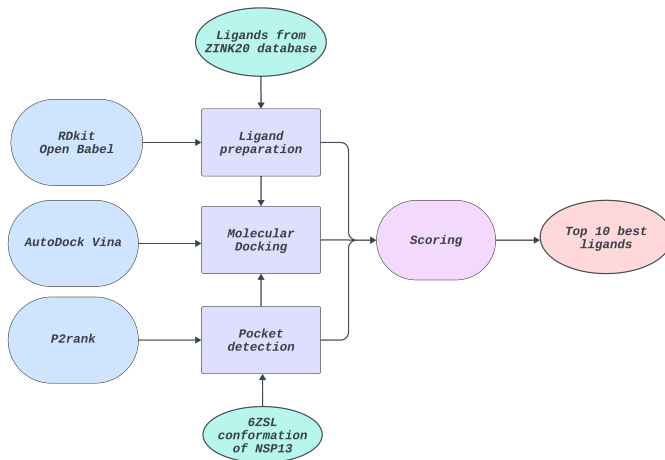 Ligands from
ZINK20 database
RDkit
Open Babel
Ligand
preparation
AutoDock Vina
Molecular
Docking
Scoring
Top 10 best
ligands
P2rank
Pocket
detection
6ZSL
conformation
of NSP13